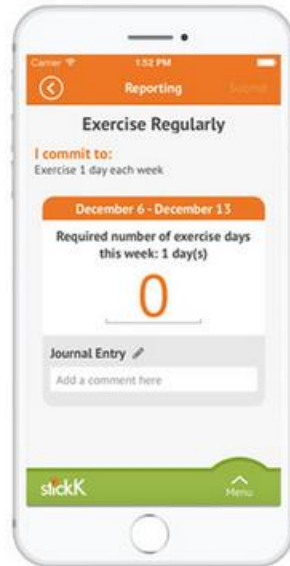 Carrier 1:52 PM
Reporting Submit
Exercise Regularly
I commit to:
Exercise 1 day each week
December 6 - December 13
Required number of exercise days
this week: 1 day(s)
0
Journal Entry
Add a comment here
stickK
Menu